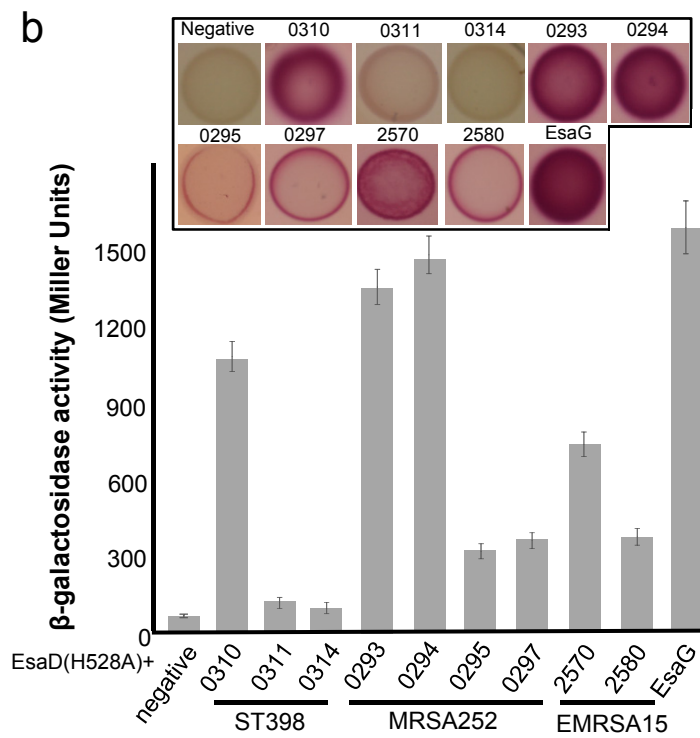 b
Negative 0310 0311 0314 0293 0294
0295 0297 2570 2580 EsaG
β-galactosidase activity (Miller Units)
1500
1200
900
600
300
0
EsaD(H528A)+
negative 0310 0311 0314 0293 0294 0295 0297 2570 2580 EsaG
ST398 MRSA252 EMRSA15